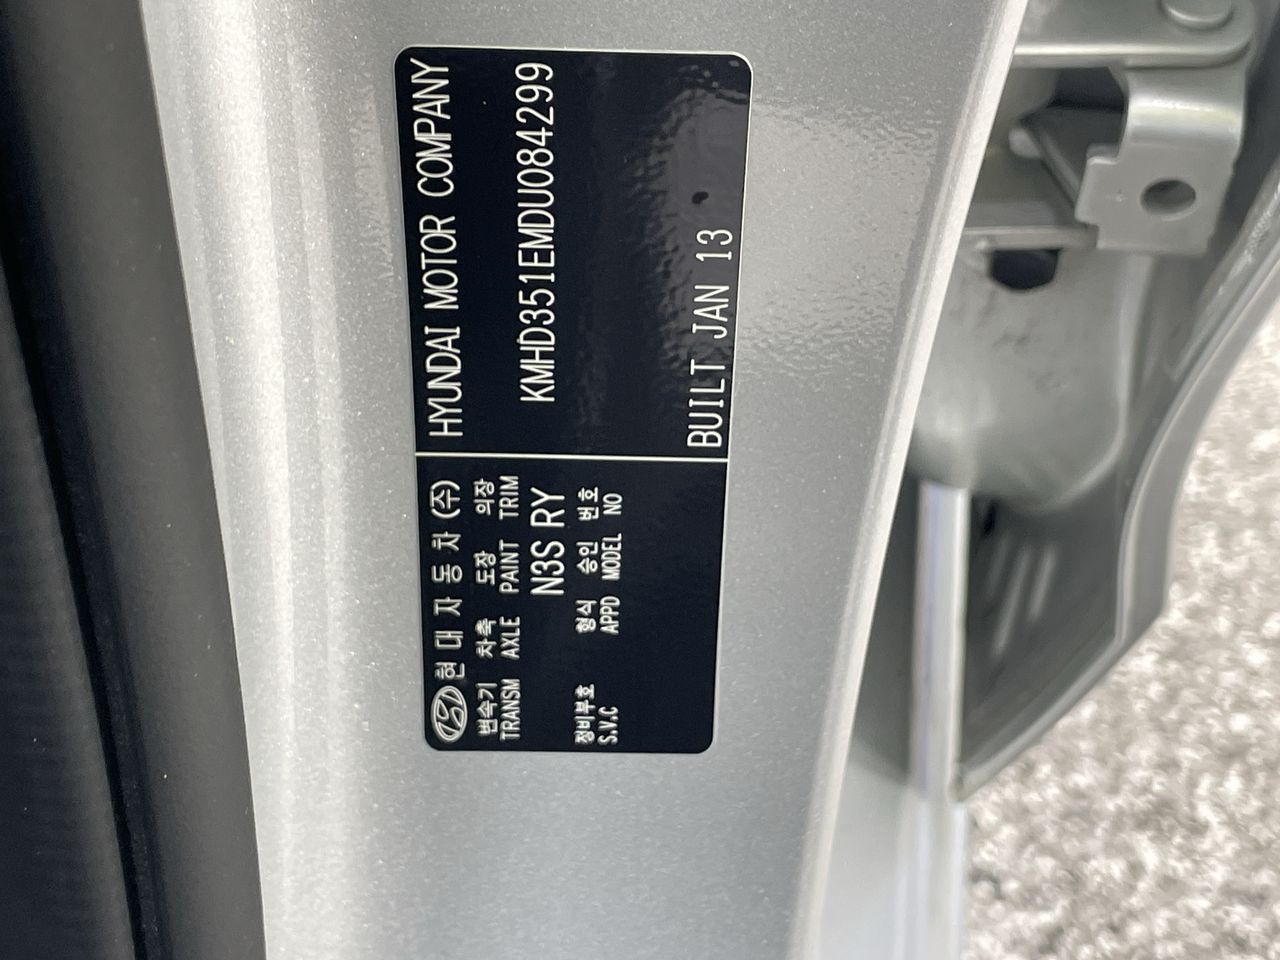 현대자동차(주)
변속기 차축 도장 의장
TRANSM AXLE PAINT TRIM
N3S RY
정비부호 형식 승인 번호
S.V.C APPD MODEL NO
HYUNDAI MOTOR COMPANY
KMHD351EMDU084299
BUILT JAN 13